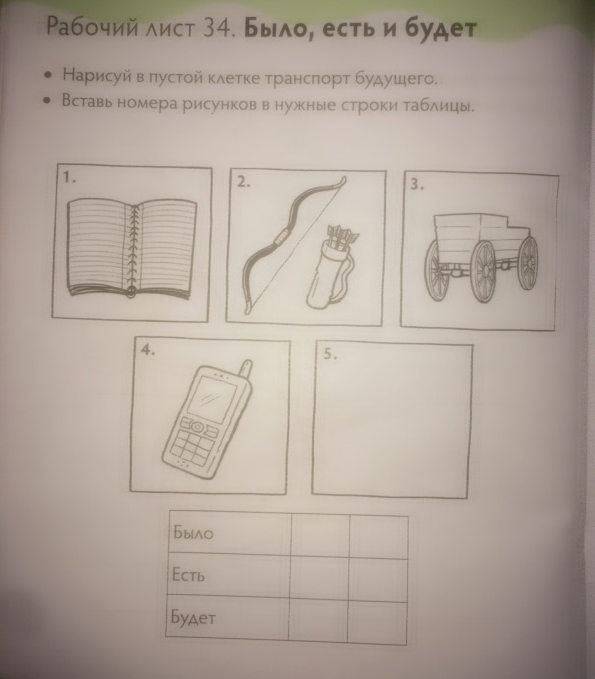 Рабочий лист 34. Было, есть и будет
• Нарисуй в пустой клетке транспорт будущего.
• Вставь номера рисунков в нужные строки таблицы.
1.
2.
3.
4.
5.
Было
Есть
Будет